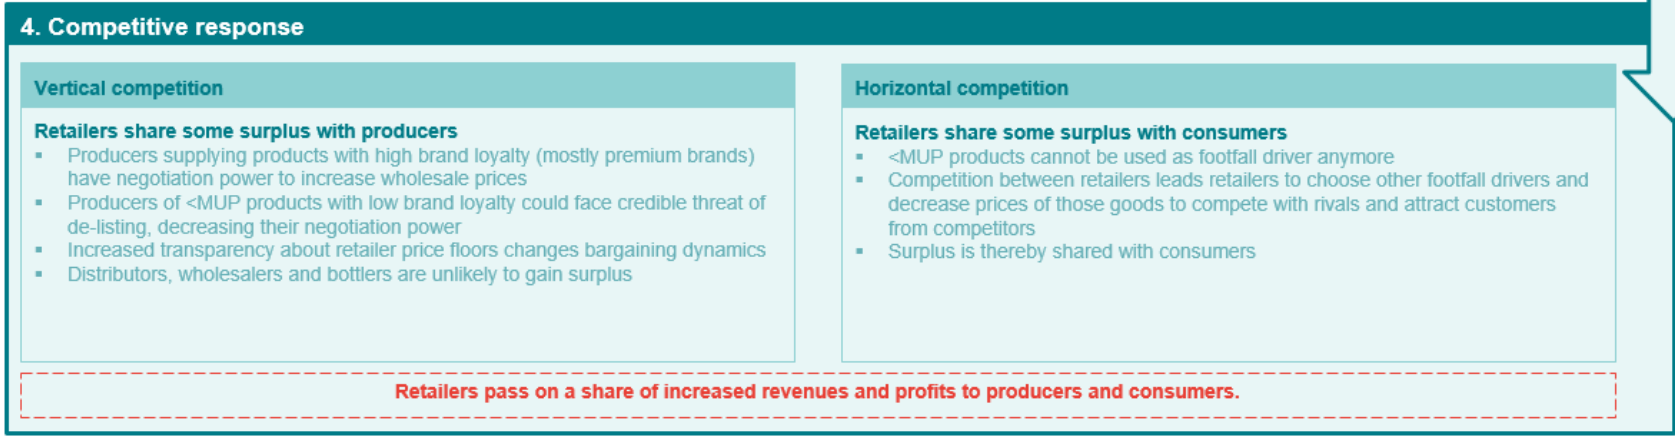 4. Competitive response
Vertical competition
Retailers share some surplus with producers
▪ Producers supplying products with high brand loyalty (mostly premium brands)
have negotiation power to increase wholesale prices
▪ Producers of <MUP products with low brand loyalty could face credible threat of
de-listing, decreasing their negotiation power
▪ Increased transparency about retailer price floors changes bargaining dynamics
▪ Distributors, wholesalers and bottlers are unlikely to gain surplus
Horizontal competition
Retailers share some surplus with consumers
▪ <MUP products cannot be used as footfall driver anymore
▪ Competition between retailers leads retailers to choose other footfall drivers and
decrease prices of those goods to compete with rivals and attract customers
from competitors
▪ Surplus is thereby shared with consumers
Retailers pass on a share of increased revenues and profits to producers and consumers.